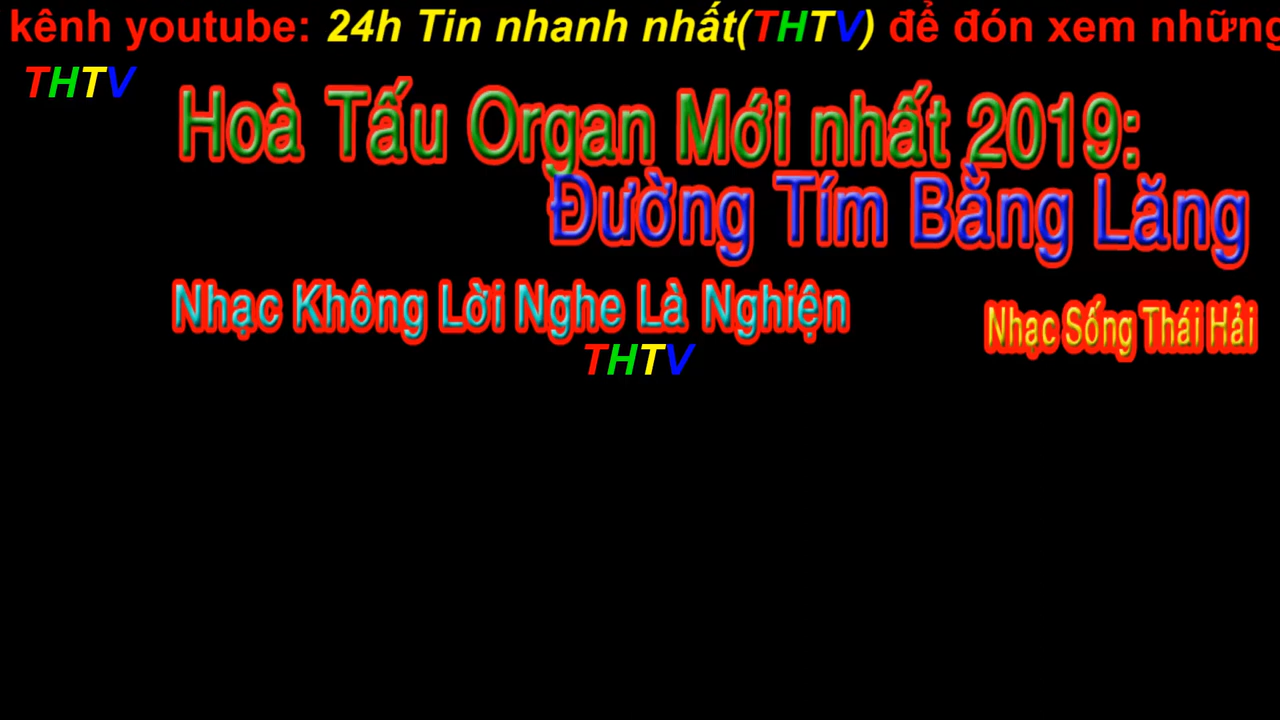 kênh youtube: 24h Tin nhanh nhất(THTV) để đón xem những
THTV
Hoà Tấu Organ Mới nhất 2019:
Đường Tím Bằng Lăng
Nhạc Không Lời Nghe Là Nghiện
Nhạc Sống Thái Hải
THTV